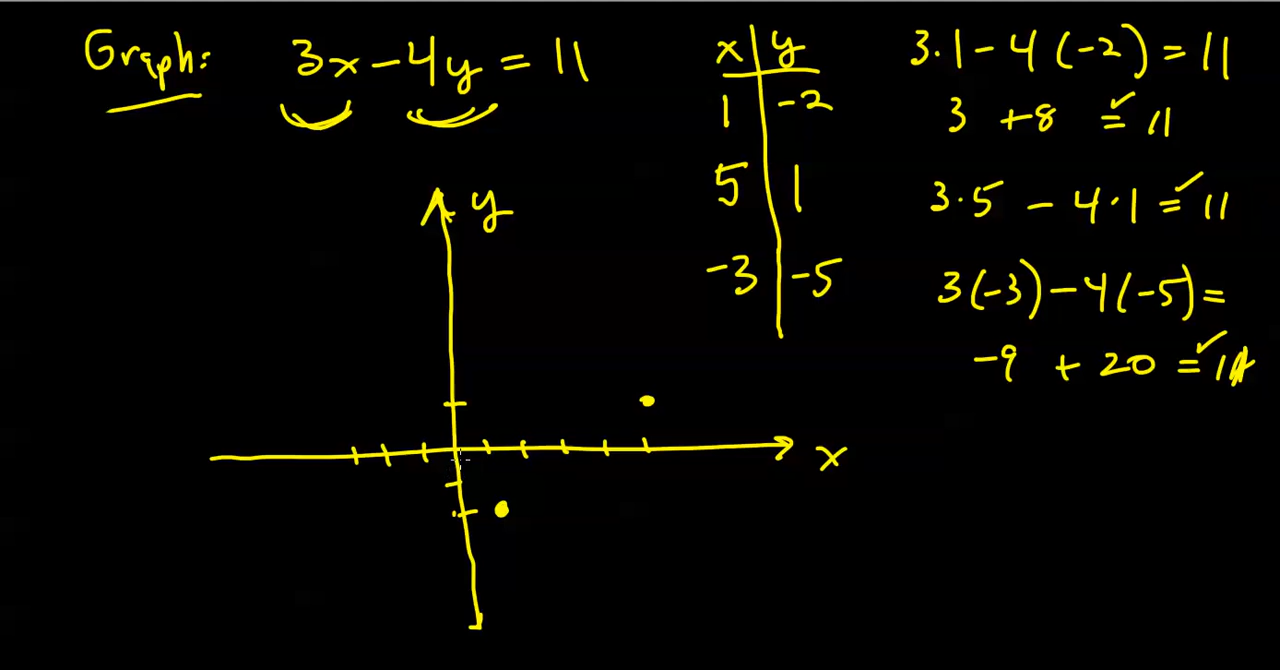 Graph: 3x - 4y = 11
x y
1 -2
5 1
-3 -5
3·1 - 4(-2) = 11
3 +8 = 11
3·5 - 4·1 = 11
3(-3) - 4(-5) =
-9 + 20 = 11
y
x